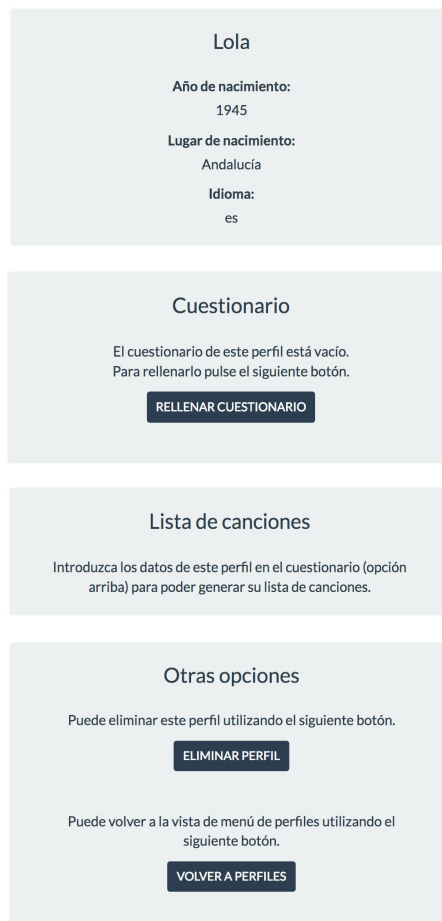 Lola
Año de nacimiento:
1945
Lugar de nacimiento:
Andalucía
Idioma:
es
Cuestionario
El cuestionario de este perfil está vacío.
Para rellenarlo pulse el siguiente botón.
RELLENAR CUESTIONARIO
Lista de canciones
Introduzca los datos de este perfil en el cuestionario (opción
arriba) para poder generar su lista de canciones.
Otras opciones
Puede eliminar este perfil utilizando el siguiente botón.
ELIMINAR PERFIL
Puede volver a la vista de menú de perfiles utilizando el
siguiente botón.
VOLVER A PERFILES